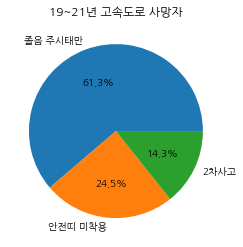 19~21년 고속도로 사망자
졸음 주시태만
61.3%
14.3%
2차사고
24.5%
안전띠 미착용